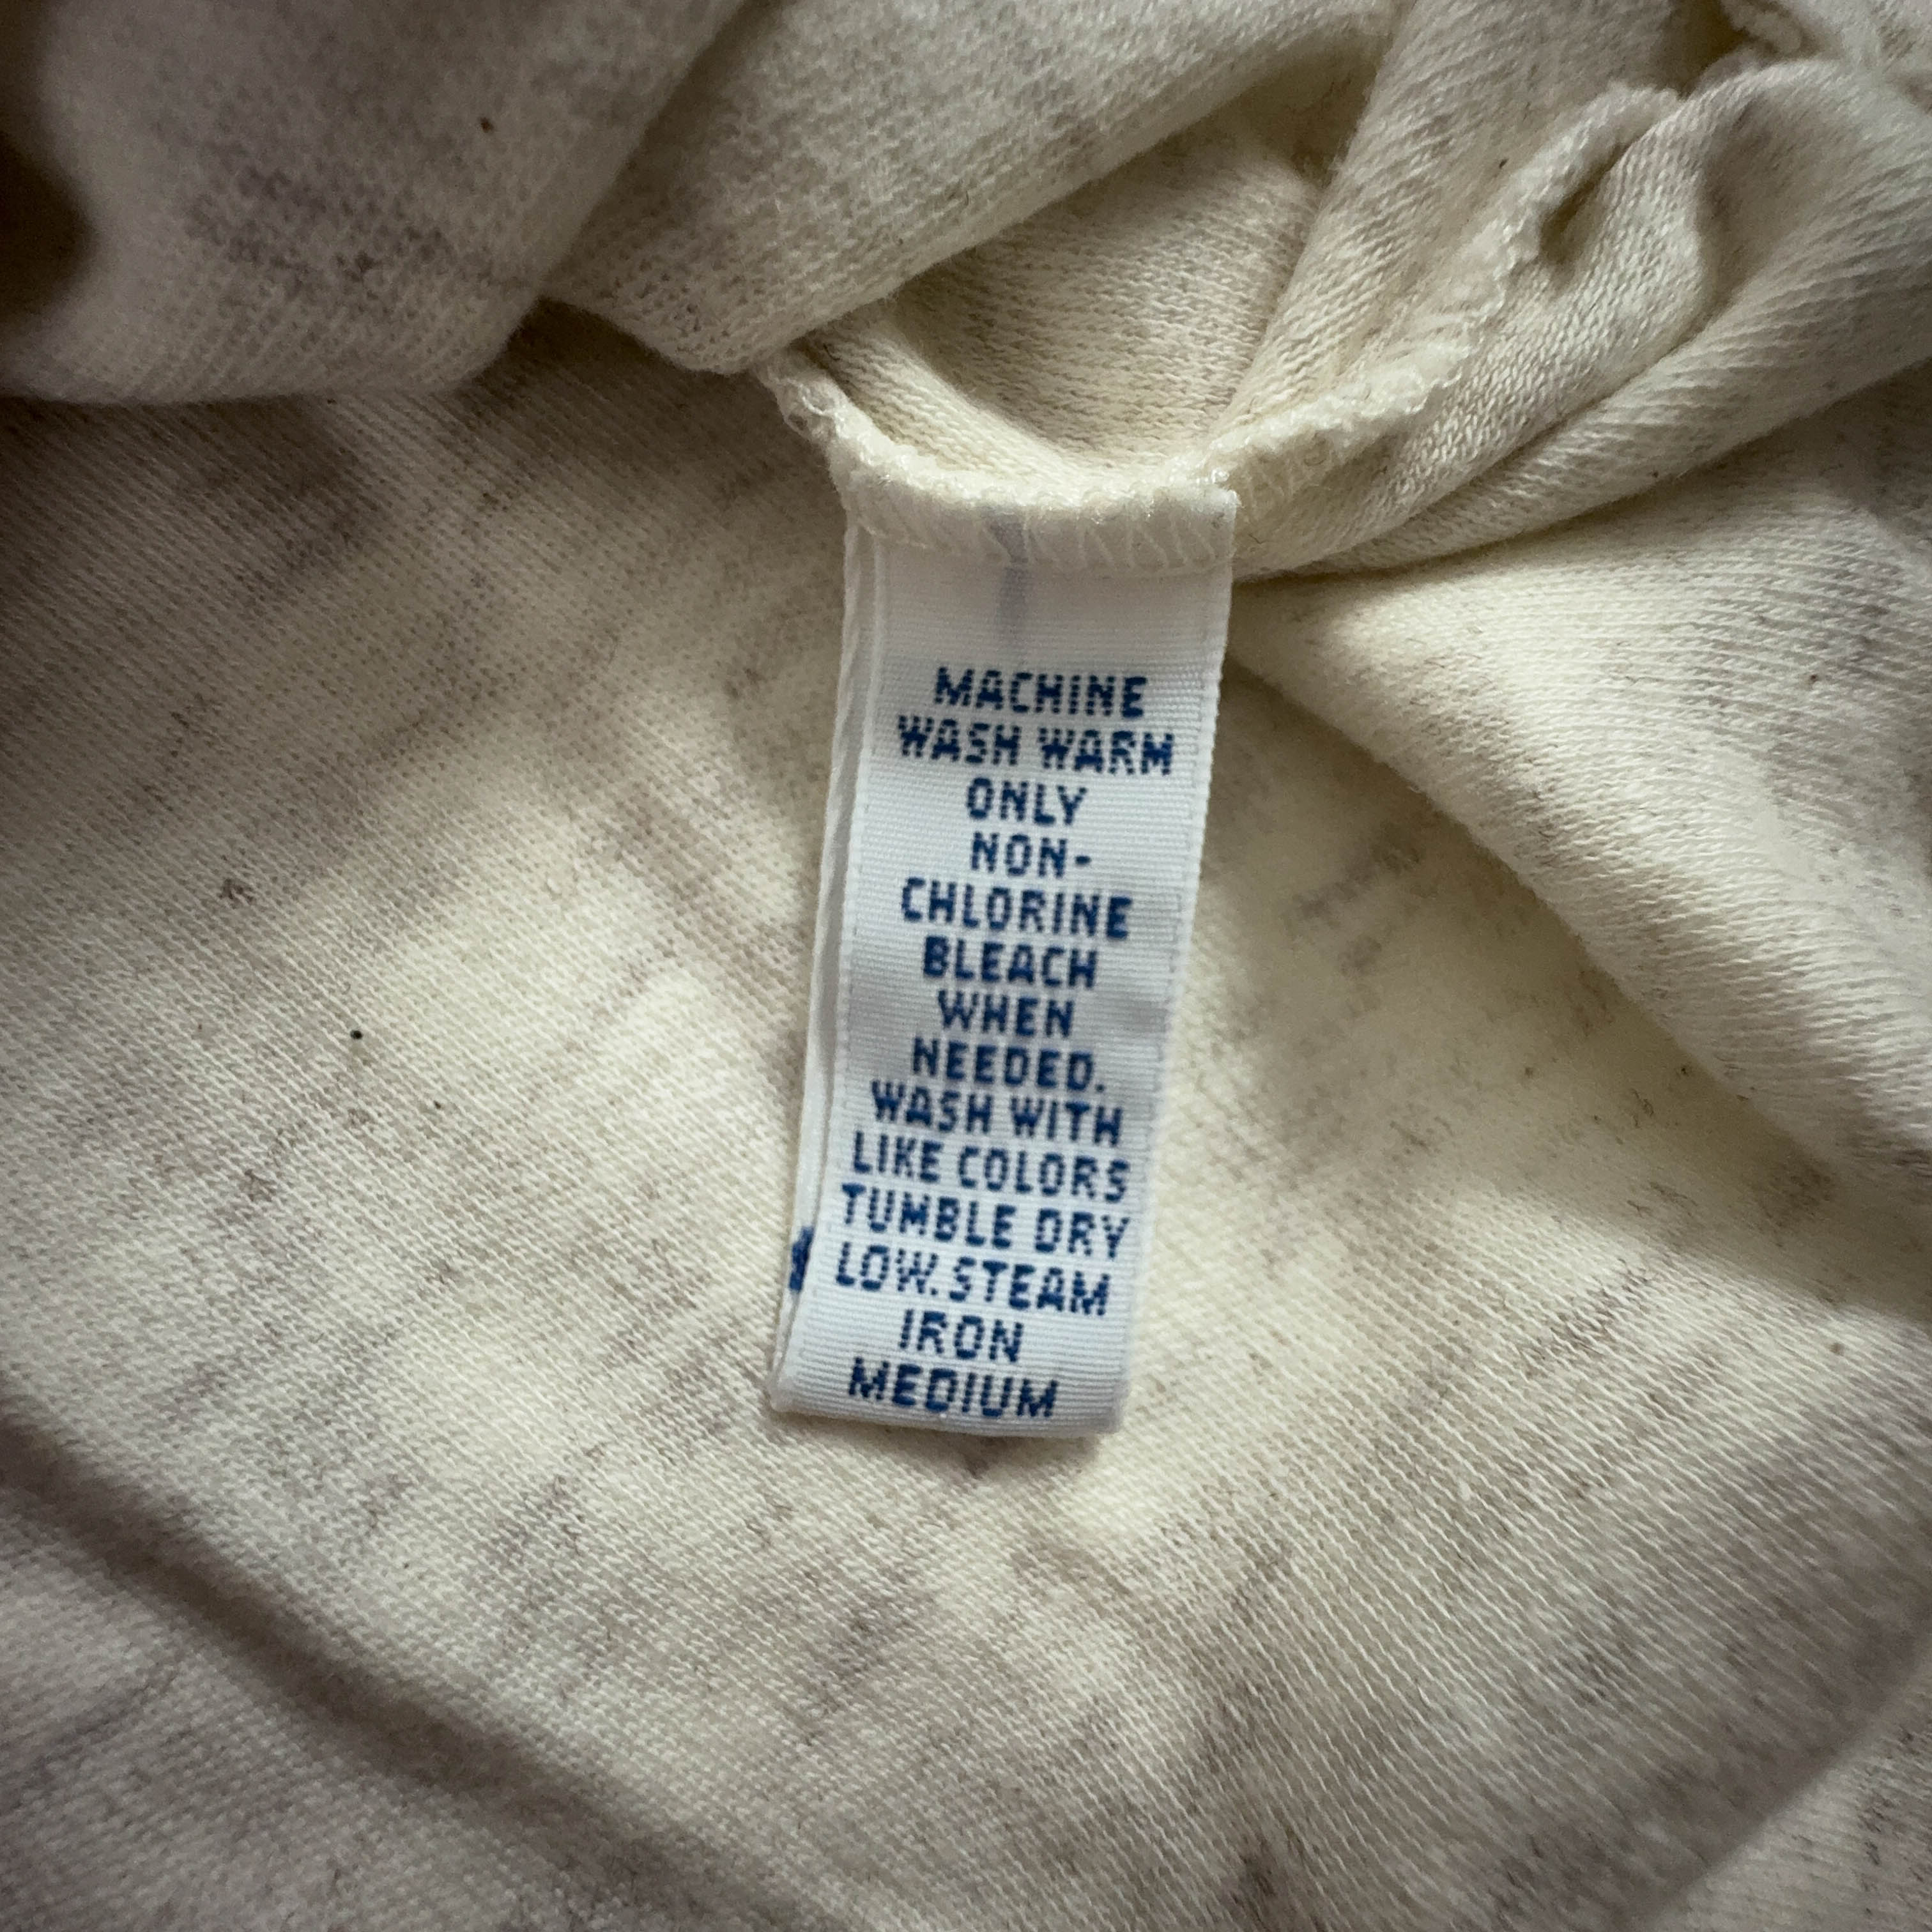 MACHINE
WASH WARM
ONLY
NON-
CHLORINE
BLEACH
WHEN
NEEDED.
WASH WITH
LIKE COLORS
TUMBLE DRY
LOW. STEAM
IRON
MEDIUM